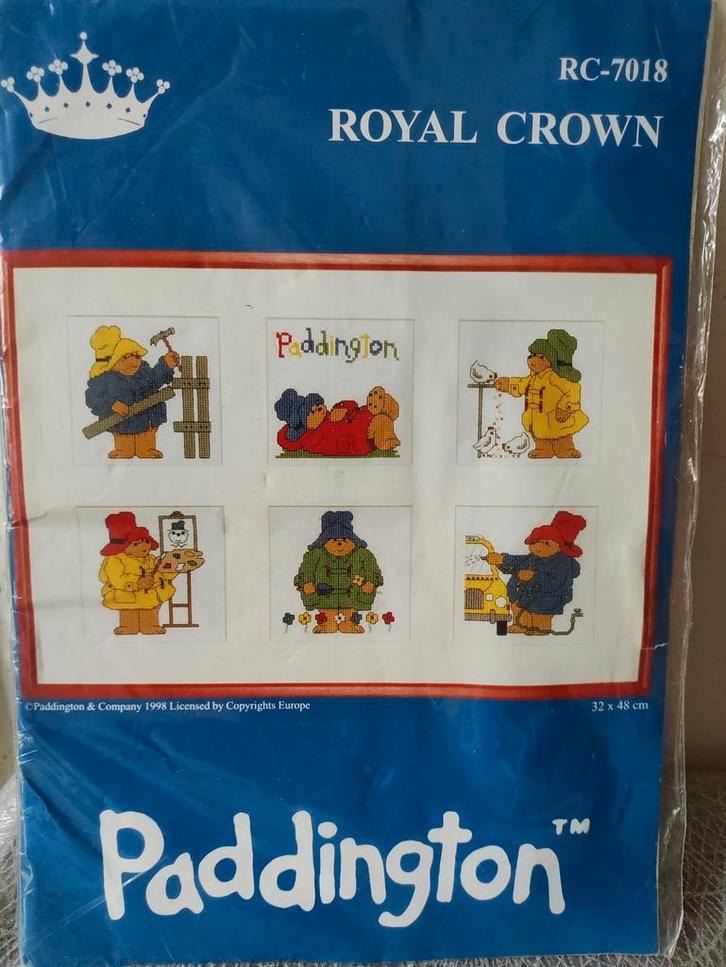 RC-7018
ROYAL CROWN
Paddington
©Paddington & Company 1998 Licensed by Copyrights Europe
32 x 48 cm
Paddington™